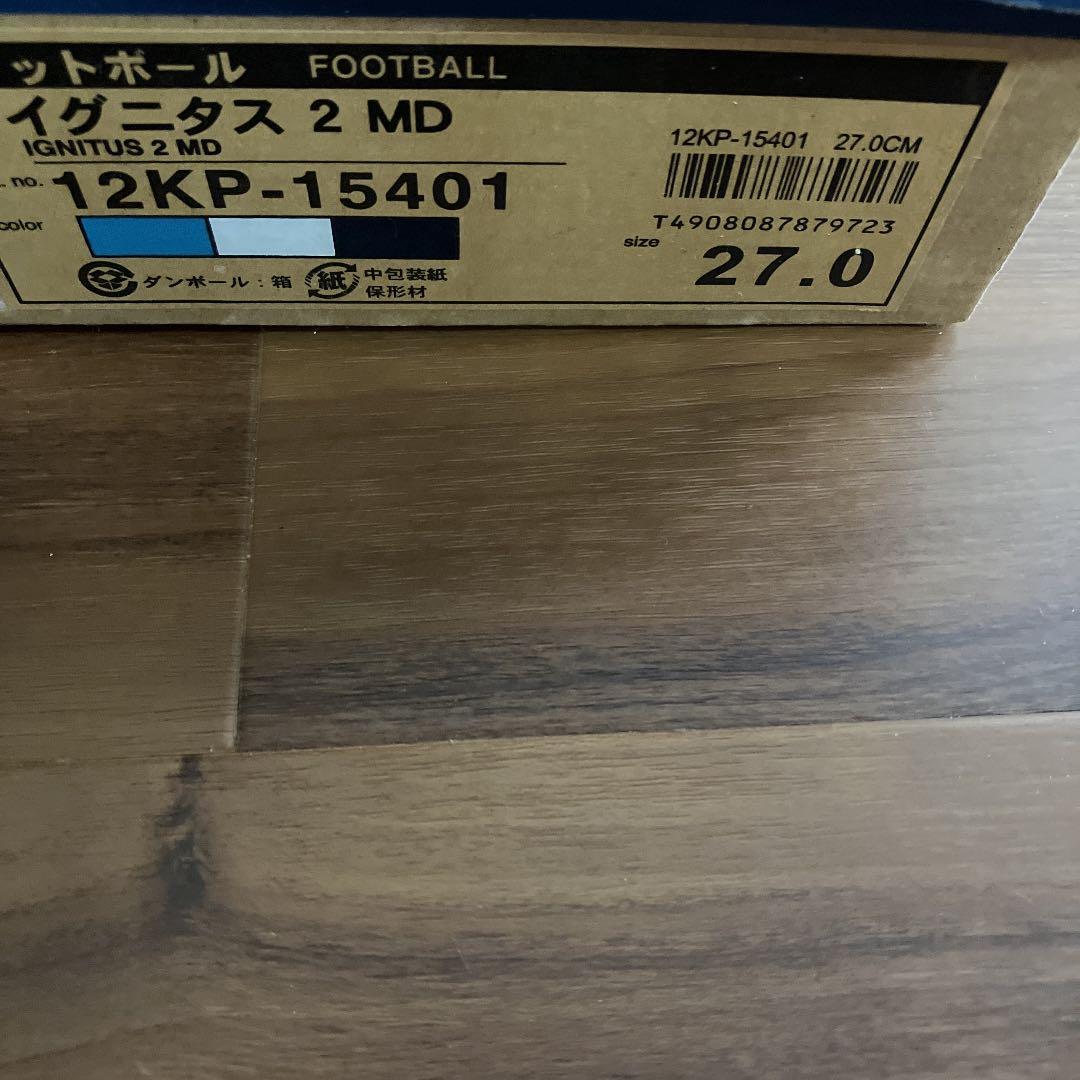 ットボール FOOTBALL
イグニタス 2 MD
IGNITUS 2 MD
no. 12KP-15401
color
ダンボール：箱 紙 中包装紙
保形材
12KP-15401 27.0CM
T4908087879723
size 27.0